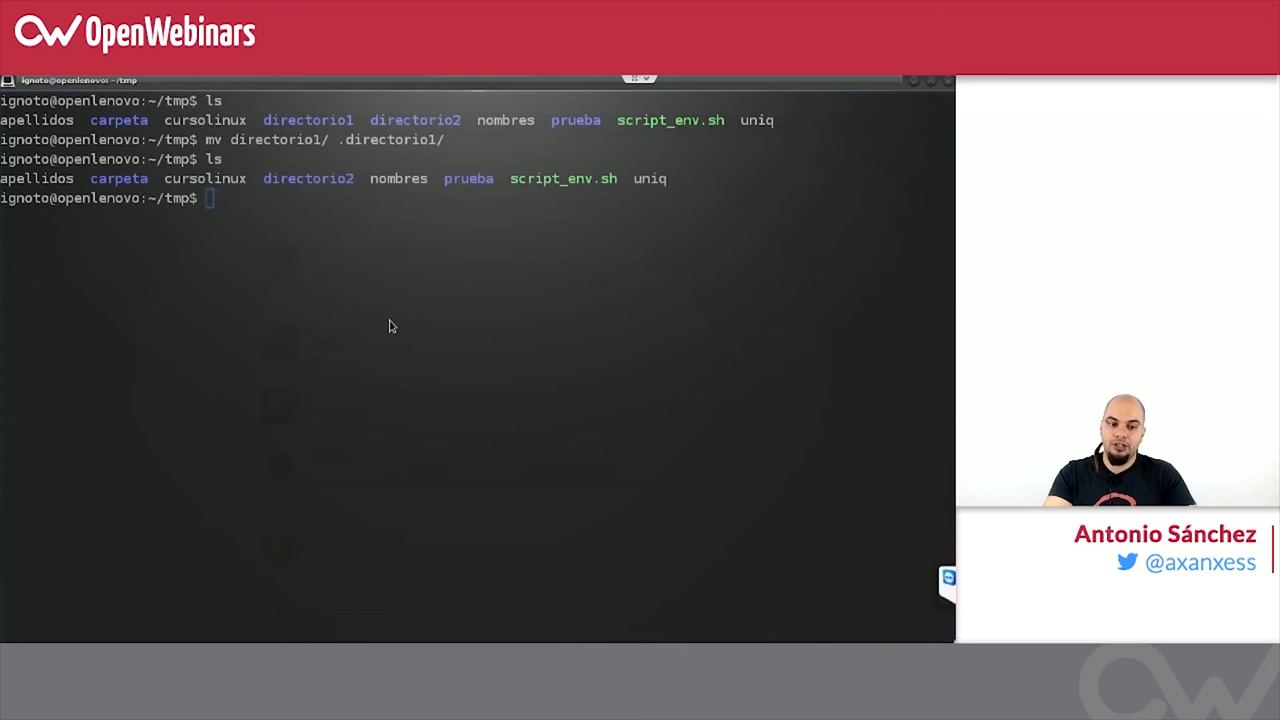 OpenWebinars
ignoto@openlenovo: ~/tmp
ignoto@openlenovo:~/tmp$ ls
apellidos carpeta cursolinux directorio1 directorio2 nombres prueba script_env.sh uniq
ignoto@openlenovo:~/tmp$ mv directorio1/ .directorio1/
ignoto@openlenovo:~/tmp$ ls
apellidos carpeta cursolinux directorio2 nombres prueba script_env.sh uniq
ignoto@openlenovo:~/tmp$
Antonio Sánchez
@axanxess